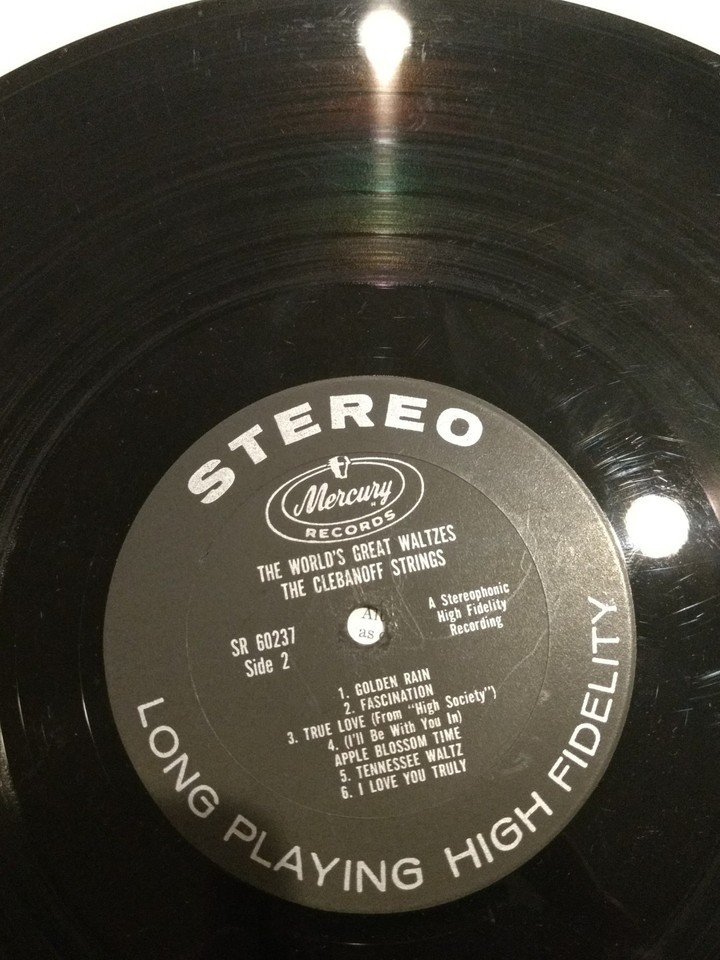 STEREO
Mercury
RECORDS
THE WORLD'S GREAT WALTZES
THE CLEBANOFF STRINGS
A Stereophonic
High Fidelity
Recording
SR 60237
Side 2
as
1. GOLDEN RAIN
2. FASCINATION
3. TRUE LOVE (From "High Society")
4. (I'll Be With You In)
APPLE BLOSSOM TIME
5. TENNESSEE WALTZ
6. I LOVE YOU TRULY
LONG PLAYING HIGH FIDELITY